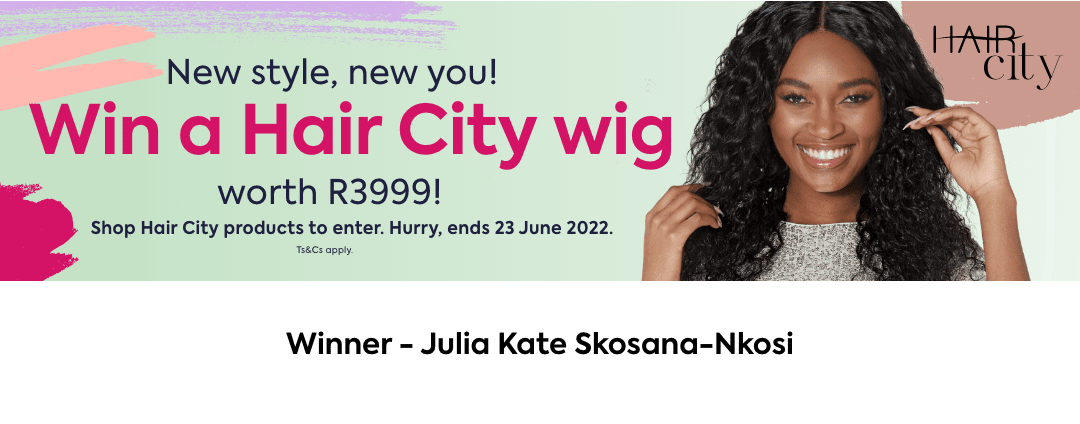 New style, new you!
Win a Hair City wig
worth R3999!
Shop Hair City products to enter. Hurry, ends 23 June 2022.
Ts&Cs apply.
HAIR
city
Winner - Julia Kate Skosana-Nkosi